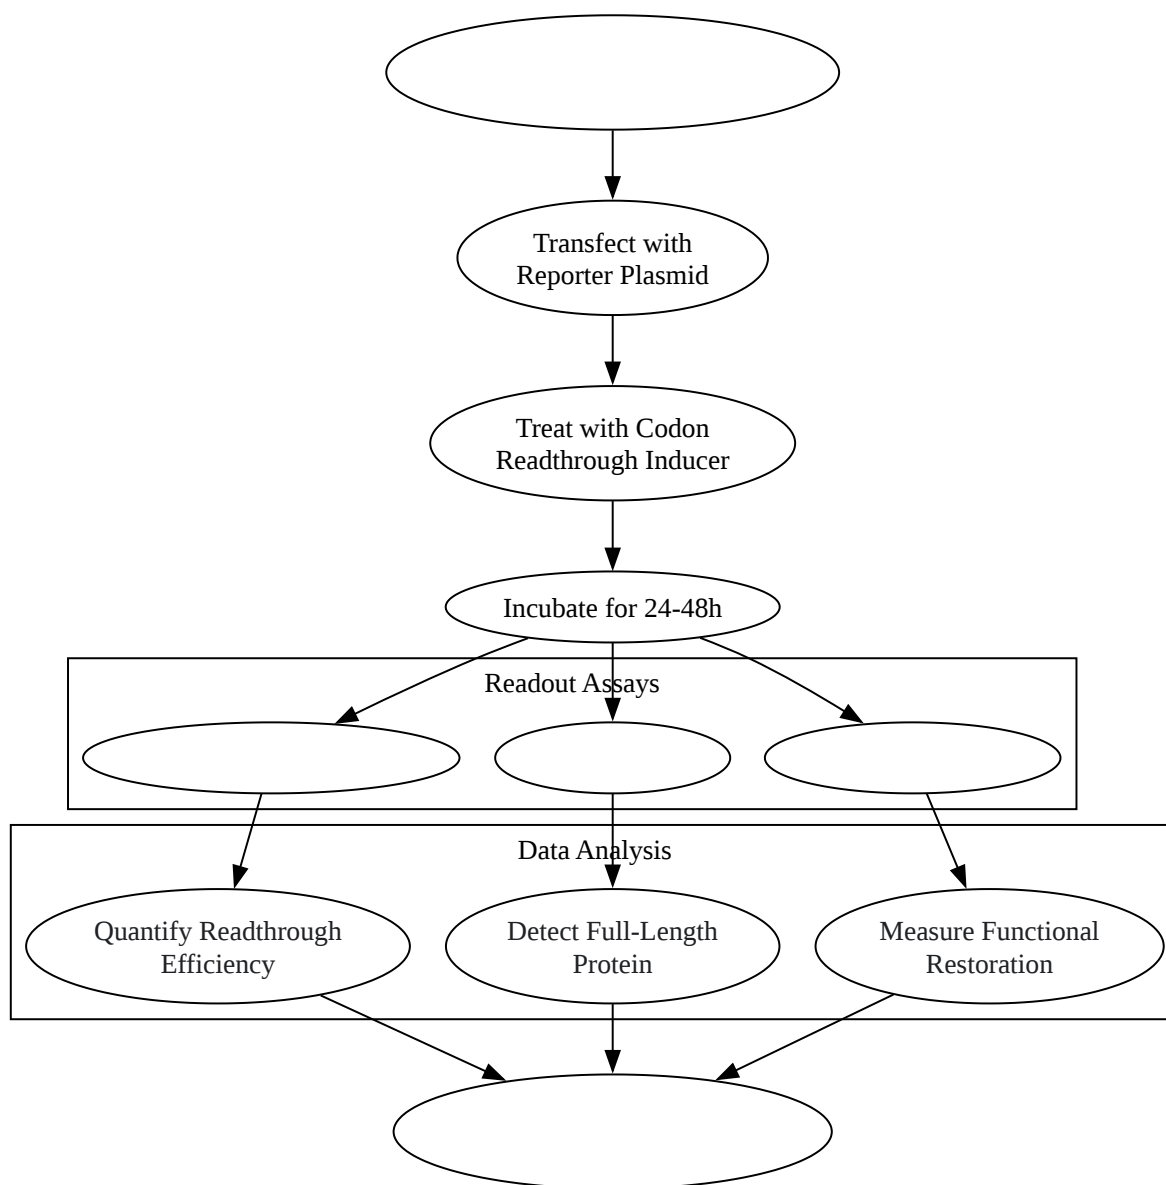 Transfect with
Reporter Plasmid
Treat with Codon
Readthrough Inducer
Incubate for 24-48h
Readout Assays
Data Analysis
Quantify Readthrough
Efficiency
Detect Full-Length
Protein
Measure Functional
Restoration